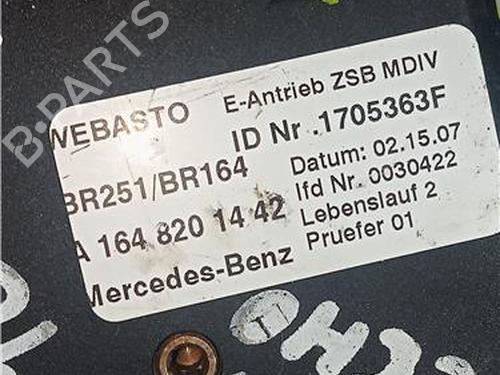 B-PARTS
WEBASTO
E-Antrieb ZSB MDIV
ID Nr .1705363F
BR251/BR164
Datum: 02.15.07
lfd Nr. 0030422
A 164 820 14 42
Lebenslauf 2
Mercedes-Benz
Pruefer 01